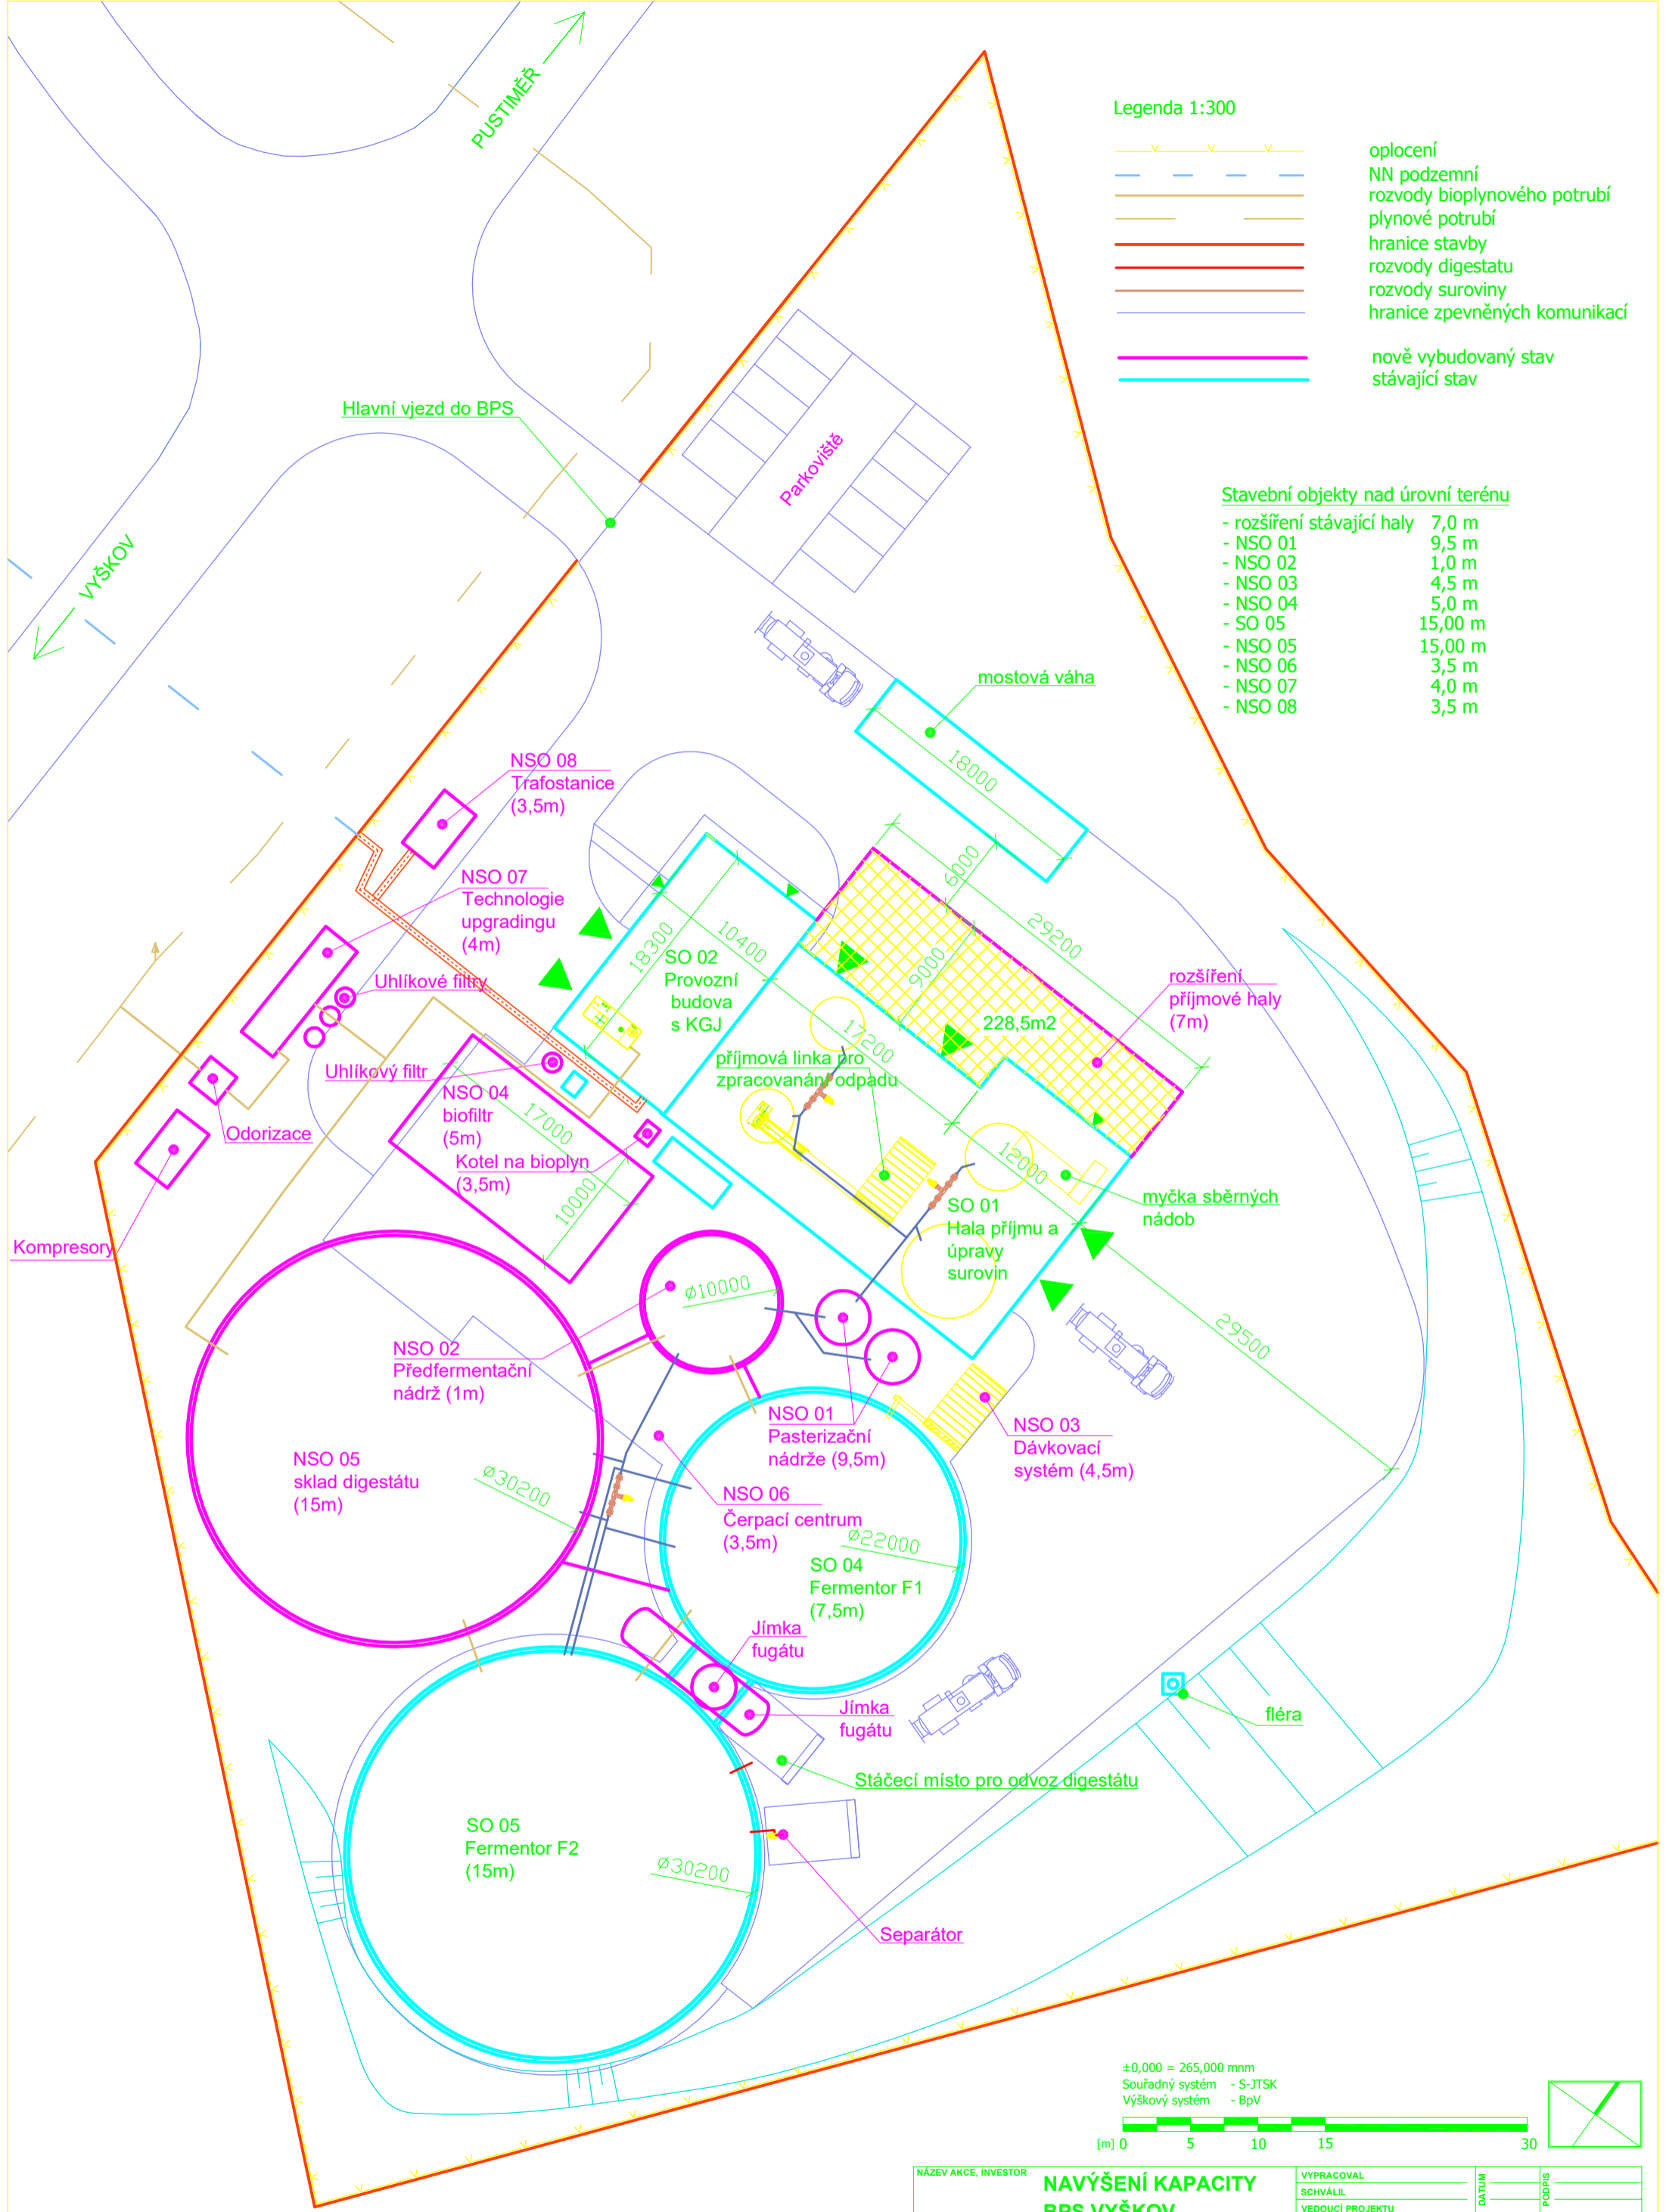 PUSTIMĚŘ
Legenda 1:300
oplocení
NN podzemní
rozvody bioplynového potrubí
plynové potrubí
hranice stavby
rozvody digestatu
rozvody suroviny
hranice zpevněných komunikací
nově vybudovaný stav
stávající stav
Hlavní vjezd do BPS
Parkoviště
VYŠKOV
Stavební objekty nad úrovní terénu
- rozšíření stávající haly 7,0 m
- NSO 01 9,5 m
- NSO 02 1,0 m
- NSO 03 4,5 m
- NSO 04 5,0 m
- SO 05 15,00 m
- NSO 05 15,00 m
- NSO 06 3,5 m
- NSO 07 4,0 m
- NSO 08 3,5 m
mostová váha
18000
NSO 08
Trafostanice
(3,5m)
NSO 07
Technologie
upgradingu
(4m)
Uhlíkové filtry
6000
29200
18300
10400
9000
SO 02
Provozní
budova
s KGJ
17200
228,5m2
rozšíření
příjmové haly
(7m)
příjmová linka pro
zpracovanání odpadu
Uhlíkový filtr
NSO 04
biofiltr
(5m)
17000
Kotel na bioplyn
(3,5m)
10000
Odorizace
Kompresory
12000
SO 01
Hala příjmu a
úpravy
surovin
myčka sběrných
nádob
29500
ø10000
NSO 02
Předfermentační
nádrž (1m)
NSO 01
Pasterizační
nádrže (9,5m)
NSO 03
Dávkovací
systém (4,5m)
NSO 05
sklad digestátu
(15m)
ø30200
NSO 06
Čerpací centrum
(3,5m)
ø22000
SO 04
Fermentor F1
(7,5m)
Jímka
fugátu
Jímka
fugátu
fléra
Stáčecí místo pro odvoz digestátu
SO 05
Fermentor F2
(15m)
ø30200
Separátor
±0,000 = 265,000 mnm
Souřadný systém - S-JTSK
Výškový systém - BpV
[m] 0 5 10 15 30
NÁZEV AKCE, INVESTOR
NAVÝŠENÍ KAPACITY
BPS VYŠKOV
VYPRACOVAL
SCHVÁLIL
VEDOUCÍ PROJEKTU
DATUM
PODPIS